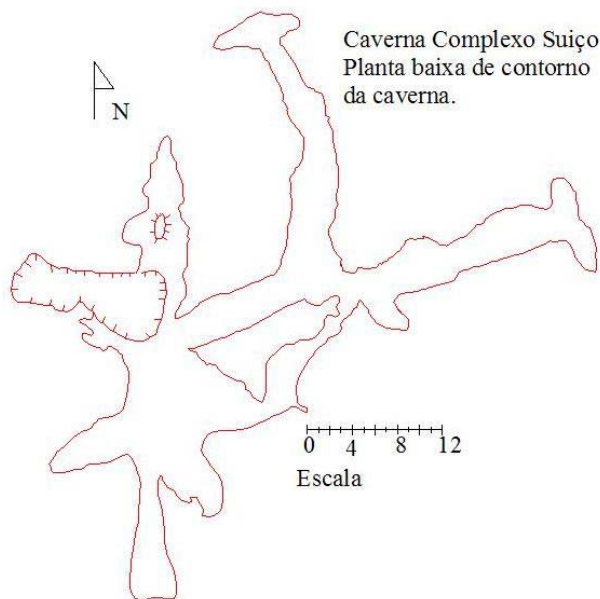 Caverna Complexo Suiço
Planta baixa de contorno
da caverna.
N
0 4 8 12
Escala